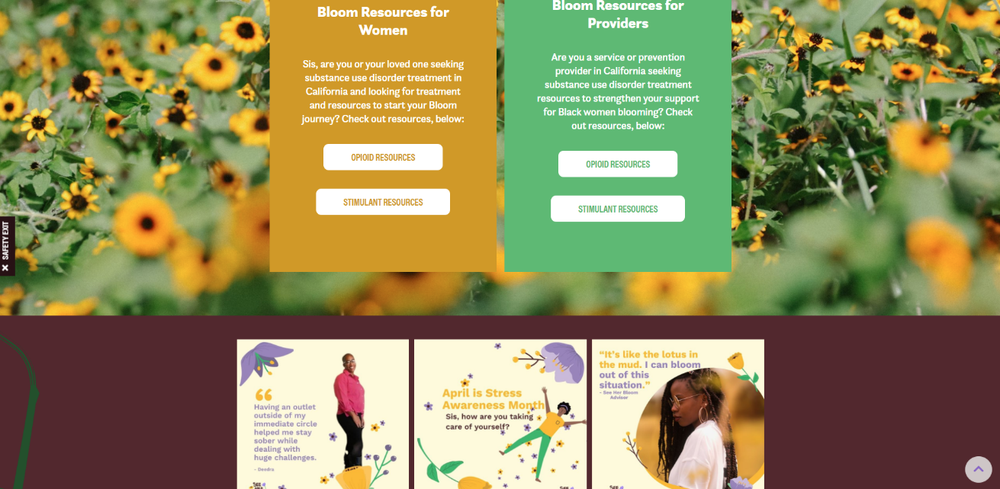 Bloom Resources for
Women
Sis, are you or your loved one seeking
substance use disorder treatment in
California and looking for treatment
and resources to start your Bloom
journey? Check out resources, below:
OPIOID RESOURCES
STIMULANT RESOURCES
Bloom Resources for
Providers
Are you a service or prevention
provider in California seeking
substance use disorder treatment
resources to strengthen your support
for Black women blooming? Check
out resources, below:
OPIOID RESOURCES
STIMULANT RESOURCES
SAFETY EXIT
“
Having an outlet
outside of my
immediate circle
helped me stay
sober while
dealing with
huge challenges.
- Deedra
SEE
April is Stress
Awareness Month
Sis, how are you taking
care of yourself?
SEE
“It’s like the lotus in
the mud. I can bloom
out of this
situation.”
- See Her Bloom
Advisor
SEE